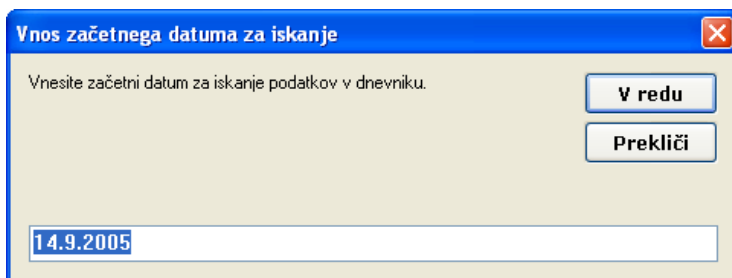 Vnos začetnega datuma za iskanje
Vnesite začetni datum za iskanje podatkov v dnevniku.
V redu
Prekliči
14.9.2005